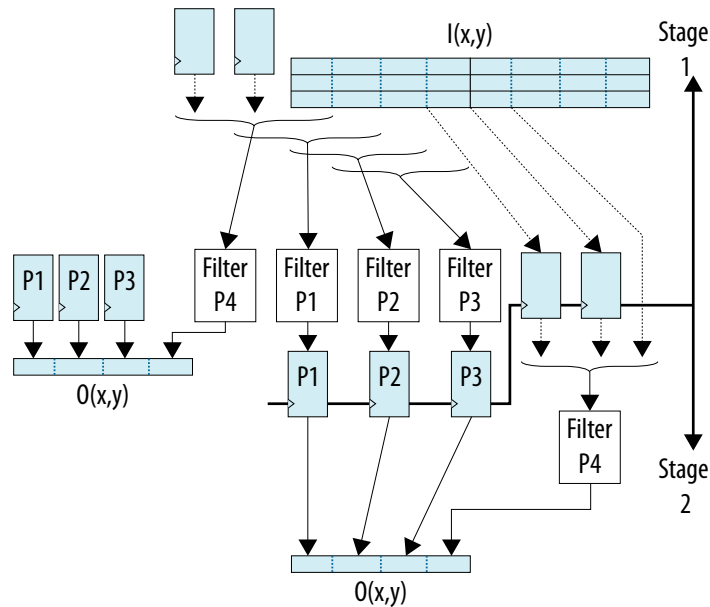 I(x,y)
Stage
1
P1
P2
P3
Filter
P4
Filter
P1
Filter
P2
Filter
P3
O(x,y)
P1
P2
P3
Filter
P4
Stage
2
O(x,y)